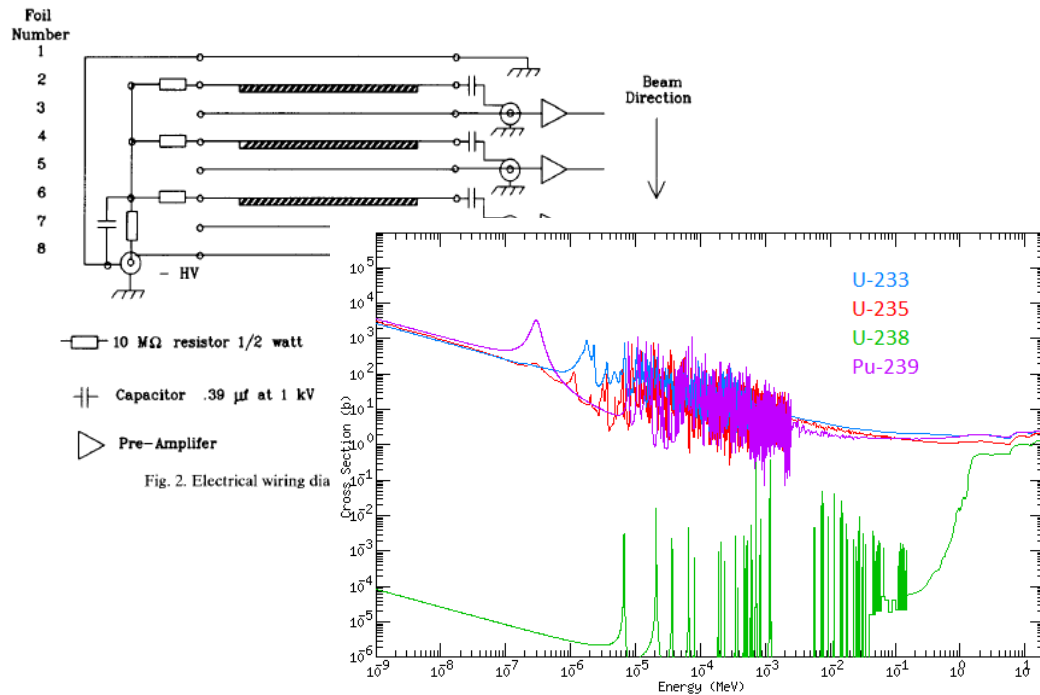 Foil
Number
1
2
3
4
5
6
7
8
Beam
Direction
- HV
10 MΩ resistor 1/2 watt
Capacitor .39 μf at 1 kV
Pre-Amplifer
Fig. 2. Electrical wiring dia
U-233
U-235
U-238
Pu-239
Cross Section (b)
10^5
10^4
10^3
10^2
10^1
10^0
10^-1
10^-2
10^-3
10^-4
10^-5
10^-6
10^-9
10^-8
10^-7
10^-6
10^-5
10^-4
10^-3
10^-2
10^-1
10^0
10^1
Energy (MeV)